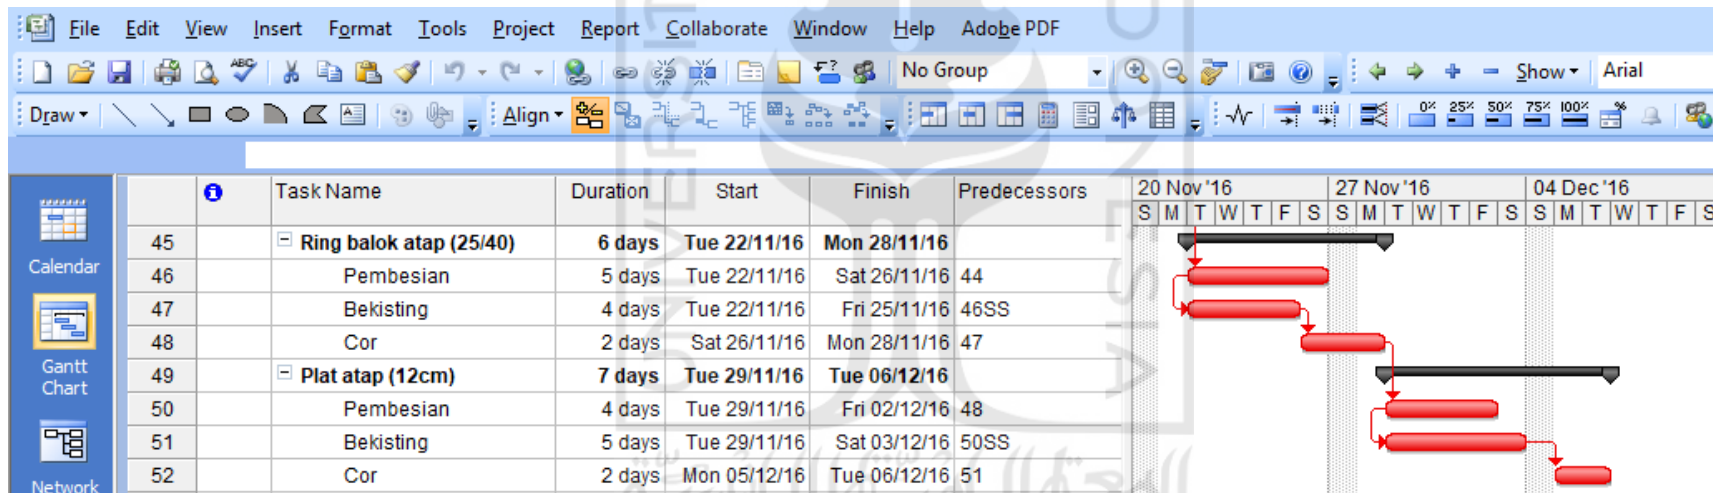 File Edit View Insert Format Tools Project Report Collaborate Window Help Adobe PDF
ABC No Group Show Arial
Draw Align 0% 25% 50% 75% 100% %
Task Name Duration Start Finish Predecessors 20 Nov '16 27 Nov '16 04 Dec '16
S M T W T F S S M T W T F S S M T W T F S
45 Ring balok atap (25/40) 6 days Tue 22/11/16 Mon 28/11/16
Calendar
46 Pembesian 5 days Tue 22/11/16 Sat 26/11/16 44
47 Bekisting 4 days Tue 22/11/16 Fri 25/11/16 46SS
48 Cor 2 days Sat 26/11/16 Mon 28/11/16 47
Gantt Chart
49 Plat atap (12cm) 7 days Tue 29/11/16 Tue 06/12/16
50 Pembesian 4 days Tue 29/11/16 Fri 02/12/16 48
51 Bekisting 5 days Tue 29/11/16 Sat 03/12/16 50SS
52 Cor 2 days Mon 05/12/16 Tue 06/12/16 51
Network